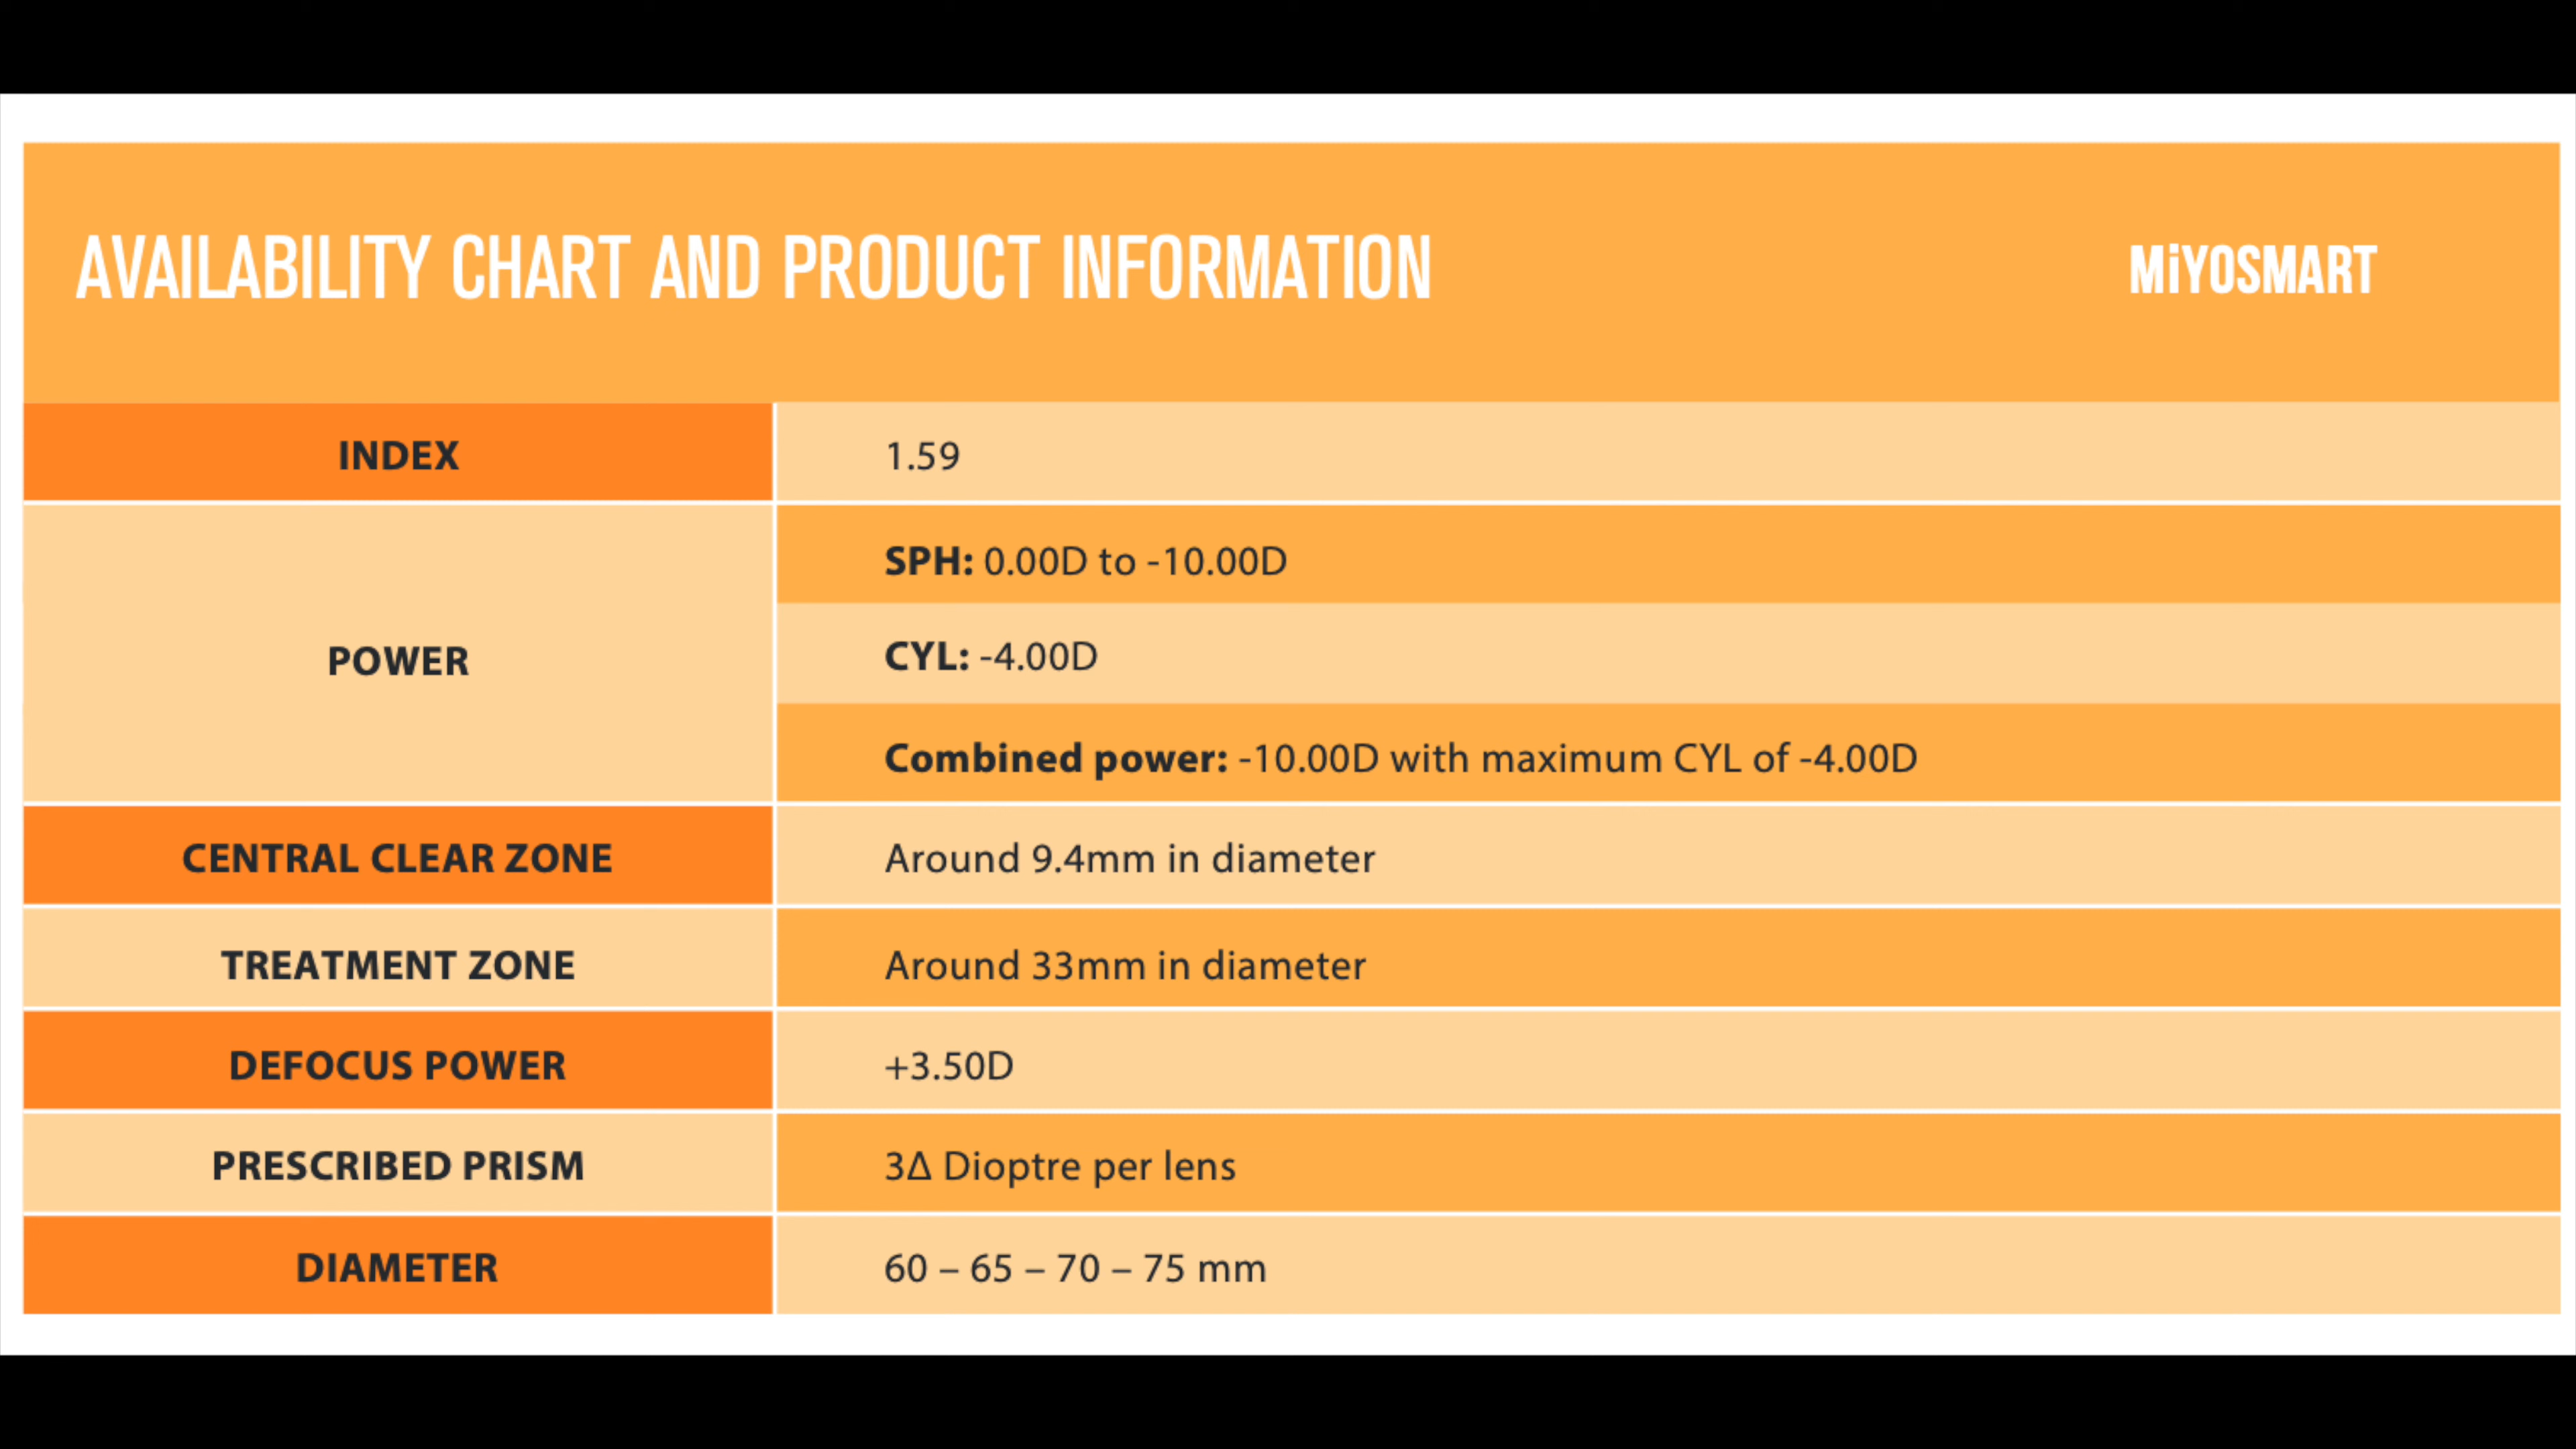 AVAILABILITY CHART AND PRODUCT INFORMATION
MiYOSMART
INDEX
1.59
POWER
SPH: 0.00D to -10.00D
CYL: -4.00D
Combined power: -10.00D with maximum CYL of -4.00D
CENTRAL CLEAR ZONE
Around 9.4mm in diameter
TREATMENT ZONE
Around 33mm in diameter
DEFOCUS POWER
+3.50D
PRESCRIBED PRISM
3Δ Dioptre per lens
DIAMETER
60 – 65 – 70 – 75 mm